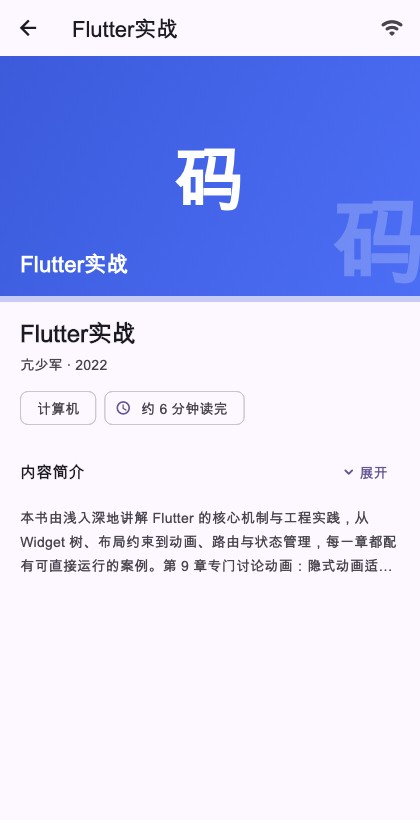 Flutter实战
码
码
Flutter实战
Flutter实战
亢少军 · 2022
计算机
约 6 分钟读完
内容简介
展开
本书由浅入深地讲解 Flutter 的核心机制与工程实践，从
Widget 树、布局约束到动画、路由与状态管理，每一章都配
有可直接运行的案例。第 9 章专门讨论动画：隐式动画适…